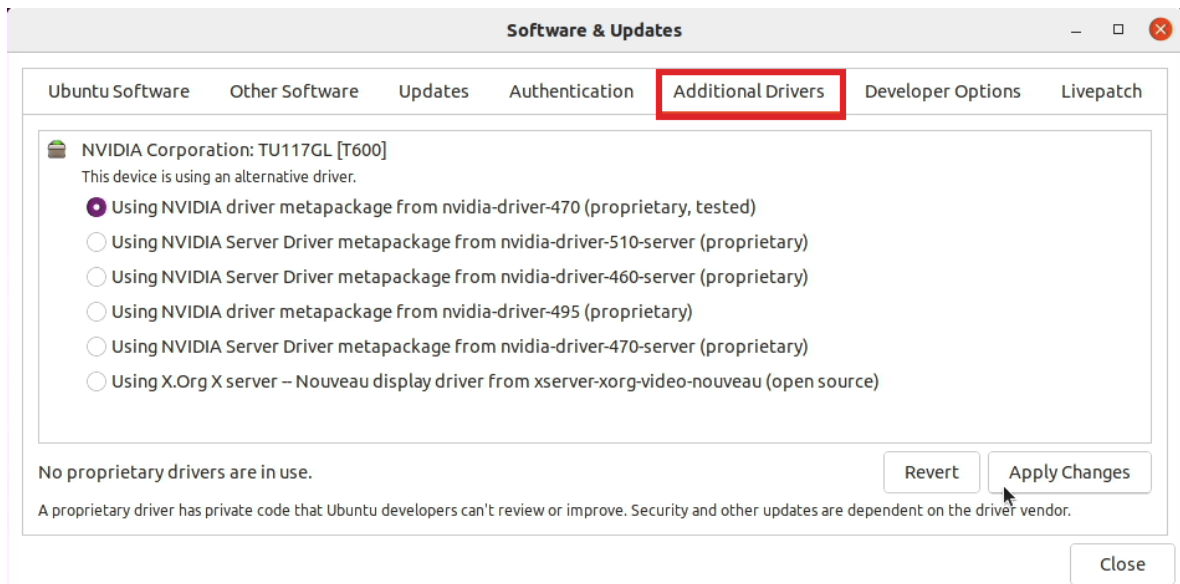 Software & Updates
Ubuntu Software Other Software Updates Authentication Additional Drivers Developer Options Livepatch
NVIDIA Corporation: TU117GL [T600]
This device is using an alternative driver.
Using NVIDIA driver metapackage from nvidia-driver-470 (proprietary, tested)
Using NVIDIA Server Driver metapackage from nvidia-driver-510-server (proprietary)
Using NVIDIA Server Driver metapackage from nvidia-driver-460-server (proprietary)
Using NVIDIA driver metapackage from nvidia-driver-495 (proprietary)
Using NVIDIA Server Driver metapackage from nvidia-driver-470-server (proprietary)
Using X.Org X server -- Nouveau display driver from xserver-xorg-video-nouveau (open source)
No proprietary drivers are in use.
Revert Apply Changes
A proprietary driver has private code that Ubuntu developers can't review or improve. Security and other updates are dependent on the driver vendor.
Close